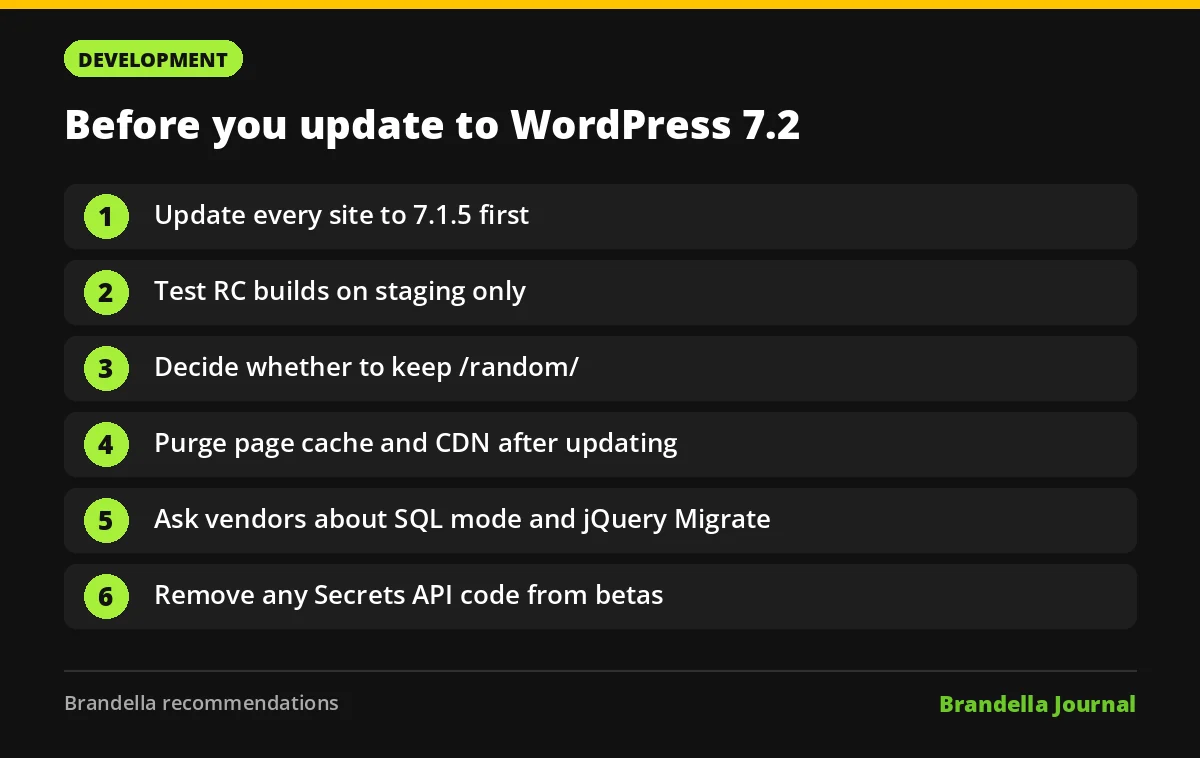 DEVELOPMENT
Before you update to WordPress 7.2
1 Update every site to 7.1.5 first
2 Test RC builds on staging only
3 Decide whether to keep /random/
4 Purge page cache and CDN after updating
5 Ask vendors about SQL mode and jQuery Migrate
6 Remove any Secrets API code from betas
Brandella recommendations
Brandella Journal